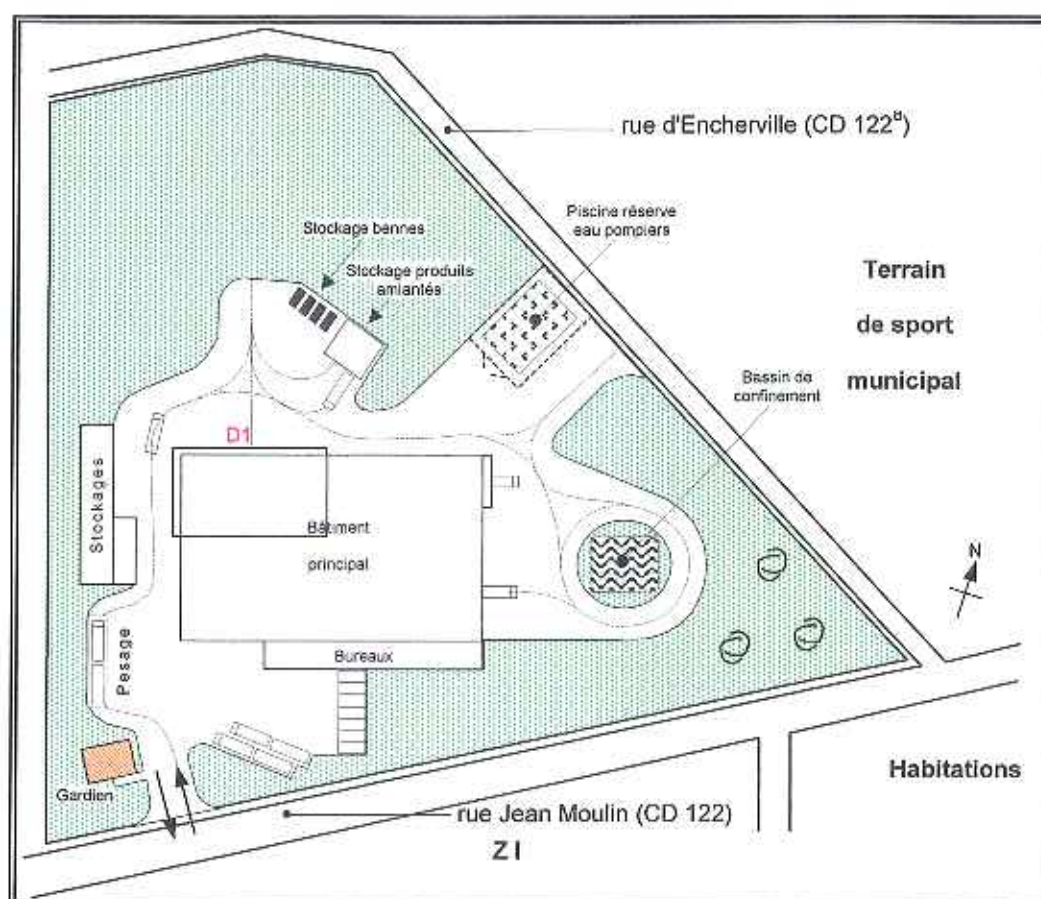 rue d'Encherville (CD 122ᵃ)
Piscine réserve
eau pompiers
Stockage bennes
Stockage produits
amiantés
Terrain
de sport
municipal
Bassin de
confinement
D1
Stockages
Bâtiment
principal
N
Pesage
Bureaux
Gardien
Habitations
rue Jean Moulin (CD 122)
Z I